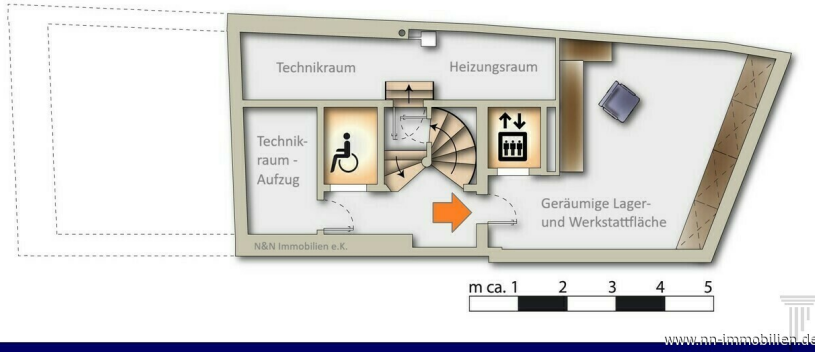 Technikraum
Heizungsraum
Technik-
raum -
Aufzug
Geräumige Lager-
und Werkstattfläche
N&N Immobilien e.K.
m ca. 1 2 3 4 5
www.nn-immobilien.de